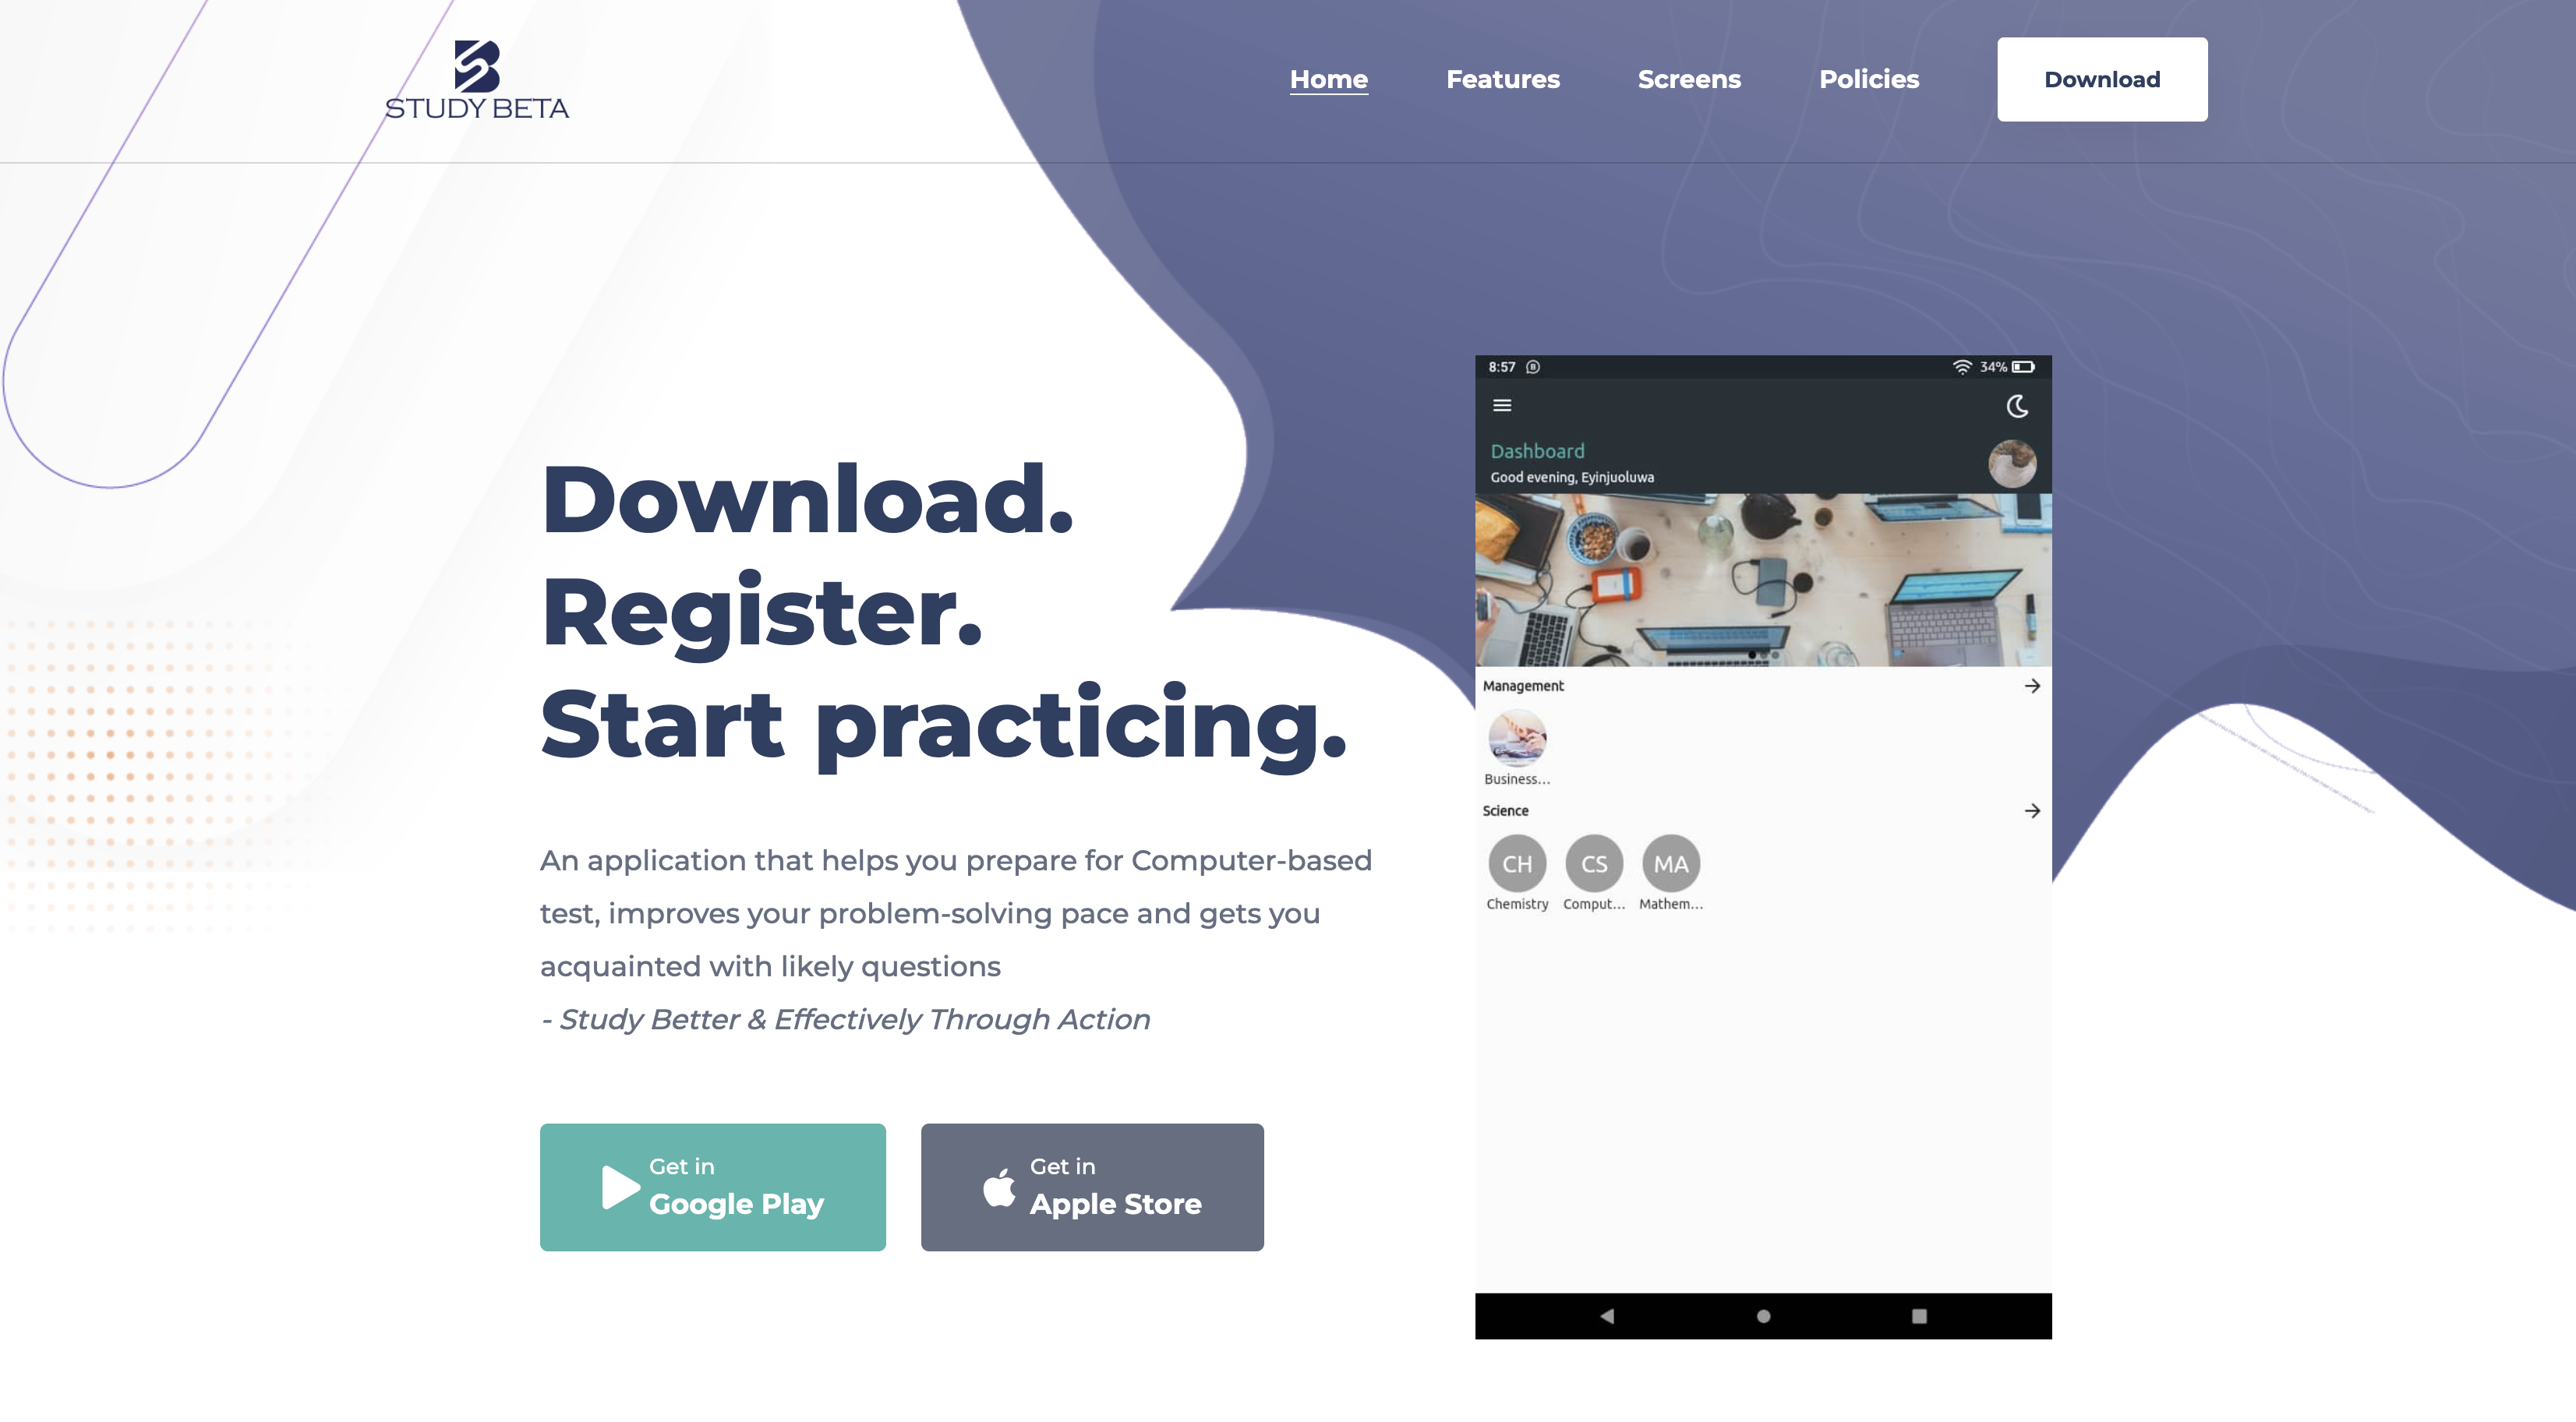 STUDY BETA
Home
Features
Screens
Policies
Download
Download.
Register.
Start practicing.
An application that helps you prepare for Computer-based
test, improves your problem-solving pace and gets you
acquainted with likely questions
- Study Better & Effectively Through Action
Get in
Google Play
Get in
Apple Store
8:57
34%
Dashboard
Good evening, Eyinjuoluwa
Management
Business...
Science
CH
CS
MA
Chemistry
Comput...
Mathem...